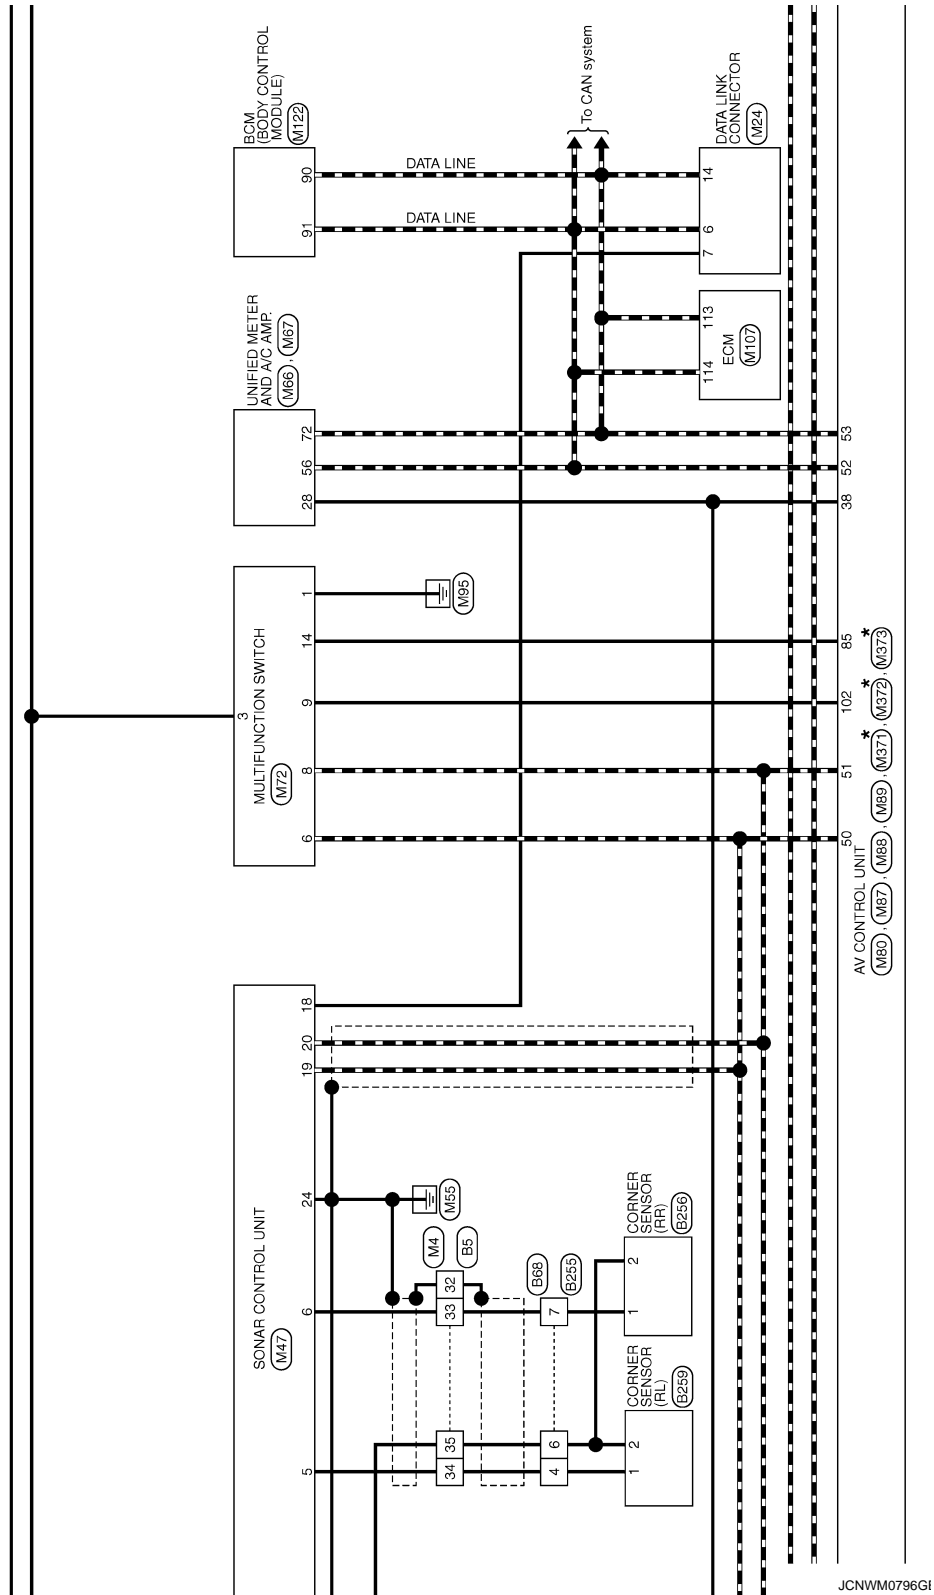 BCM
(BODY CONTROL
MODULE)
M122
90
91
DATA LINE
DATA LINE
To CAN system
DATA LINK
CONNECTOR
M24
14
6
7
UNIFIED METER
AND A/C AMP.
M66 , M67
72
56
28
113
114
ECM
M107
53
52
38
MULTIFUNCTION SWITCH
M72
3
1
14
9
8
6
M95
85
102
51
50
AV CONTROL UNIT
M80 , M87 , M88 , M89 , M371* , M372* , M373*
SONAR CONTROL UNIT
M47
18
20
19
24
6
5
M55
M4
B5
32
33
35
34
B68
B255
7
6
4
CORNER
SENSOR
(RR)
B256
2
1
CORNER
SENSOR
(RL)
B259
2
1